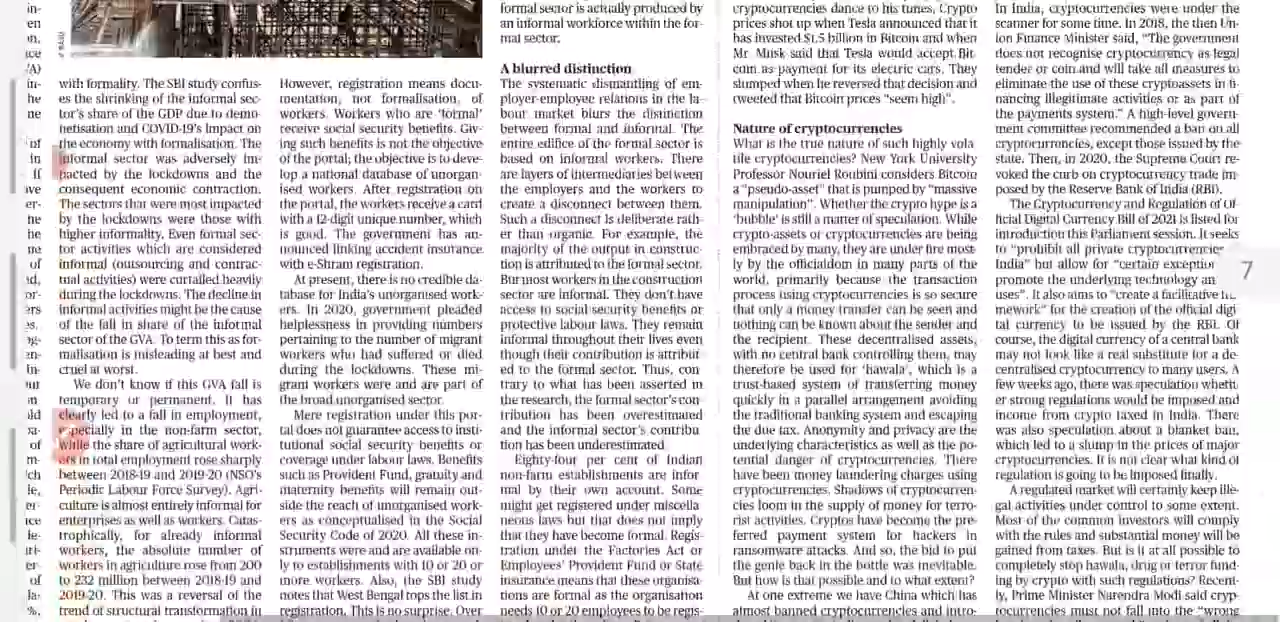 in-
en
on,
ace
A)
in-
he
ne
of
in
If
ave
er-
he
ne
me
of
ed,
or-
ers
es,
ng-
en-
in-
out
in
uld
sa-
of
m-
ch
le,
er-
nce
le-
ri-
er
of
la-
%,
with formality. The SBI study confus-
es the shrinking of the informal sec-
tor's share of the GDP due to demo-
netisation and COVID-19's impact on
the economy with formalisation. The
informal sector was adversely im-
pacted by the lockdowns and the
consequent economic contraction.
The sectors that were most impacted
by the lockdowns were those with
higher informality. Even formal sec-
tor activities which are considered
informal (outsourcing and contrac-
tual activities) were curtailed heavily
during the lockdowns. The decline in
informal activities might be the cause
of the fall in share of the informal
sector of the GVA. To term this as for-
malisation is misleading at best and
cruel at worst.
We don't know if this GVA fall is
temporary or permanent. It has
clearly led to a fall in employment,
especially in the non-farm sector,
while the share of agricultural work-
ers in total employment rose sharply
between 2018-19 and 2019-20 (NSO's
Periodic Labour Force Survey). Agri-
culture is almost entirely informal for
enterprises as well as workers. Catas-
trophically, for already informal
workers, the absolute number of
workers in agriculture rose from 200
to 232 million between 2018-19 and
2019-20. This was a reversal of the
trend of structural transformation in
However, registration means docu-
mentation, not formalisation, of
workers. Workers who are 'formal'
receive social security benefits. Giv-
ing such benefits is not the objective
of the portal; the objective is to deve-
lop a national database of unorgan-
ised workers. After registration on
the portal, the workers receive a card
with a 12-digit unique number, which
is good. The government has an-
nounced linking accident insurance
with e-Shram registration.
At present, there is no credible da-
tabase for India's unorganised work-
ers. In 2020, government pleaded
helplessness in providing numbers
pertaining to the number of migrant
workers who had suffered or died
during the lockdowns. These mi-
grant workers were and are part of
the broad unorganised sector.
Mere registration under this por-
tal does not guarantee access to insti-
tutional social security benefits or
coverage under labour laws. Benefits
such as Provident Fund, gratuity and
maternity benefits will remain out-
side the reach of unorganised work-
ers as conceptualised in the Social
Security Code of 2020. All these in-
struments were and are available on-
ly to establishments with 10 or 20 or
more workers. Also, the SBI study
notes that West Bengal tops the list in
registration. This is no surprise. Over
formal sector is actually produced by
an informal workforce within the for-
mal sector.
A blurred distinction
The systematic dismantling of em-
ployer-employee relations in the la-
bour market blurs the distinction
between formal and informal. The
entire edifice of the formal sector is
based on informal workers. There
are layers of intermediaries between
the employers and the workers to
create a disconnect between them.
Such a disconnect is deliberate rath-
er than organic. For example, the
majority of the output in construc-
tion is attributed to the formal sector.
But most workers in the construction
sector are informal. They don't have
access to social security benefits or
protective labour laws. They remain
informal throughout their lives even
though their contribution is attribut
ed to the formal sector. Thus, con
trary to what has been asserted in
the research, the formal sector's con-
tribution has been overestimated
and the informal sector's contribu
tion has been underestimated
Eighty-four per cent of Indian
non-farm establishments are infor
mal by their own account. Some
might get registered under miscella-
neous laws but that does not imply
that they have become formal. Regis-
tration under the Factories Act or
Employees' Provident Fund or State
insurance means that these organisa-
tions are formal as the organisation
needs 10 or 20 employees to be regis-
cryptocurrencies dance to his tunes. Crypto
prices shot up when Tesla announced that it
has invested $1.5 billion in Bitcoin and when
Mr. Musk said that Tesla would accept Bit-
coin as payment for its electric cars. They
slumped when he reversed that decision and
tweeted that Bitcoin prices "seem high".
Nature of cryptocurrencies
What is the true nature of such highly vola
tile cryptocurrencies? New York University
Professor Nouriel Roubini considers Bitcoin
a "pseudo-asset" that is pumped by "massive
manipulation". Whether the crypto hype is a
'bubble' is still a matter of speculation. While
crypto-assets or cryptocurrencies are being
embraced by many, they are under fire most-
ly by the officialdom in many parts of the
world, primarily because the transaction
process using cryptocurrencies is so secure
that only a money transfer can be seen and
nothing can be known about the sender and
the recipient. These decentralised assets,
with no central bank controlling them, may
therefore be used for 'hawala', which is a
trust-based system of transferring money
quickly in a parallel arrangement avoiding
the traditional banking system and escaping
the due tax. Anonymity and privacy are the
underlying characteristics as well as the po-
tential danger of cryptocurrencies. There
have been money laundering charges using
cryptocurrencies. Shadows of cryptocurren-
cies loom in the supply of money for terro-
rist activities. Cryptos have become the pre-
ferred payment system for hackers in
ransomware attacks. And so, the bid to put
the genie back in the bottle was inevitable.
But how is that possible and to what extent?
At one extreme we have China which has
almost banned cryptocurrencies and intro-
In India, cryptocurrencies were under the
scanner for some time. In 2018, the then Un-
ion Finance Minister said, "The government
does not recognise cryptocurrency as legal
tender or coin and will take all measures to
eliminate the use of these cryptoassets in fi-
nancing illegitimate activities or as part of
the payments system." A high-level govern-
ment committee recommended a ban on all
cryptocurrencies, except those issued by the
state. Then, in 2020, the Supreme Court re-
voked the curb on cryptocurrency trade im-
posed by the Reserve Bank of India (RBI).
The Cryptocurrency and Regulation of Of-
ficial Digital Currency Bill of 2021 is listed for
introduction this Parliament session. It seeks
to "prohibit all private cryptocurrencie
India" but allow for "certain exception
promote the underlying technology an
uses". It also aims to "create a facilitative
mework" for the creation of the official digi
tal currency to be issued by the RBI. Of
course, the digital currency of a central bank
may not look like a real substitute for a de-
centralised cryptocurrency to many users. A
few weeks ago, there was speculation wheth-
er strong regulations would be imposed and
income from crypto taxed in India. There
was also speculation about a blanket ban,
which led to a slump in the prices of major
cryptocurrencies. It is not clear what kind of
regulation is going to be imposed finally.
A regulated market will certainly keep ille-
gal activities under control to some extent.
Most of the common investors will comply
with the rules and substantial money will be
gained from taxes. But is it at all possible to
completely stop hawala, drug or terror fund-
ing by crypto with such regulations? Recent-
ly, Prime Minister Narendra Modi said cryp-
tocurrencies must not fall into the "wrong
7